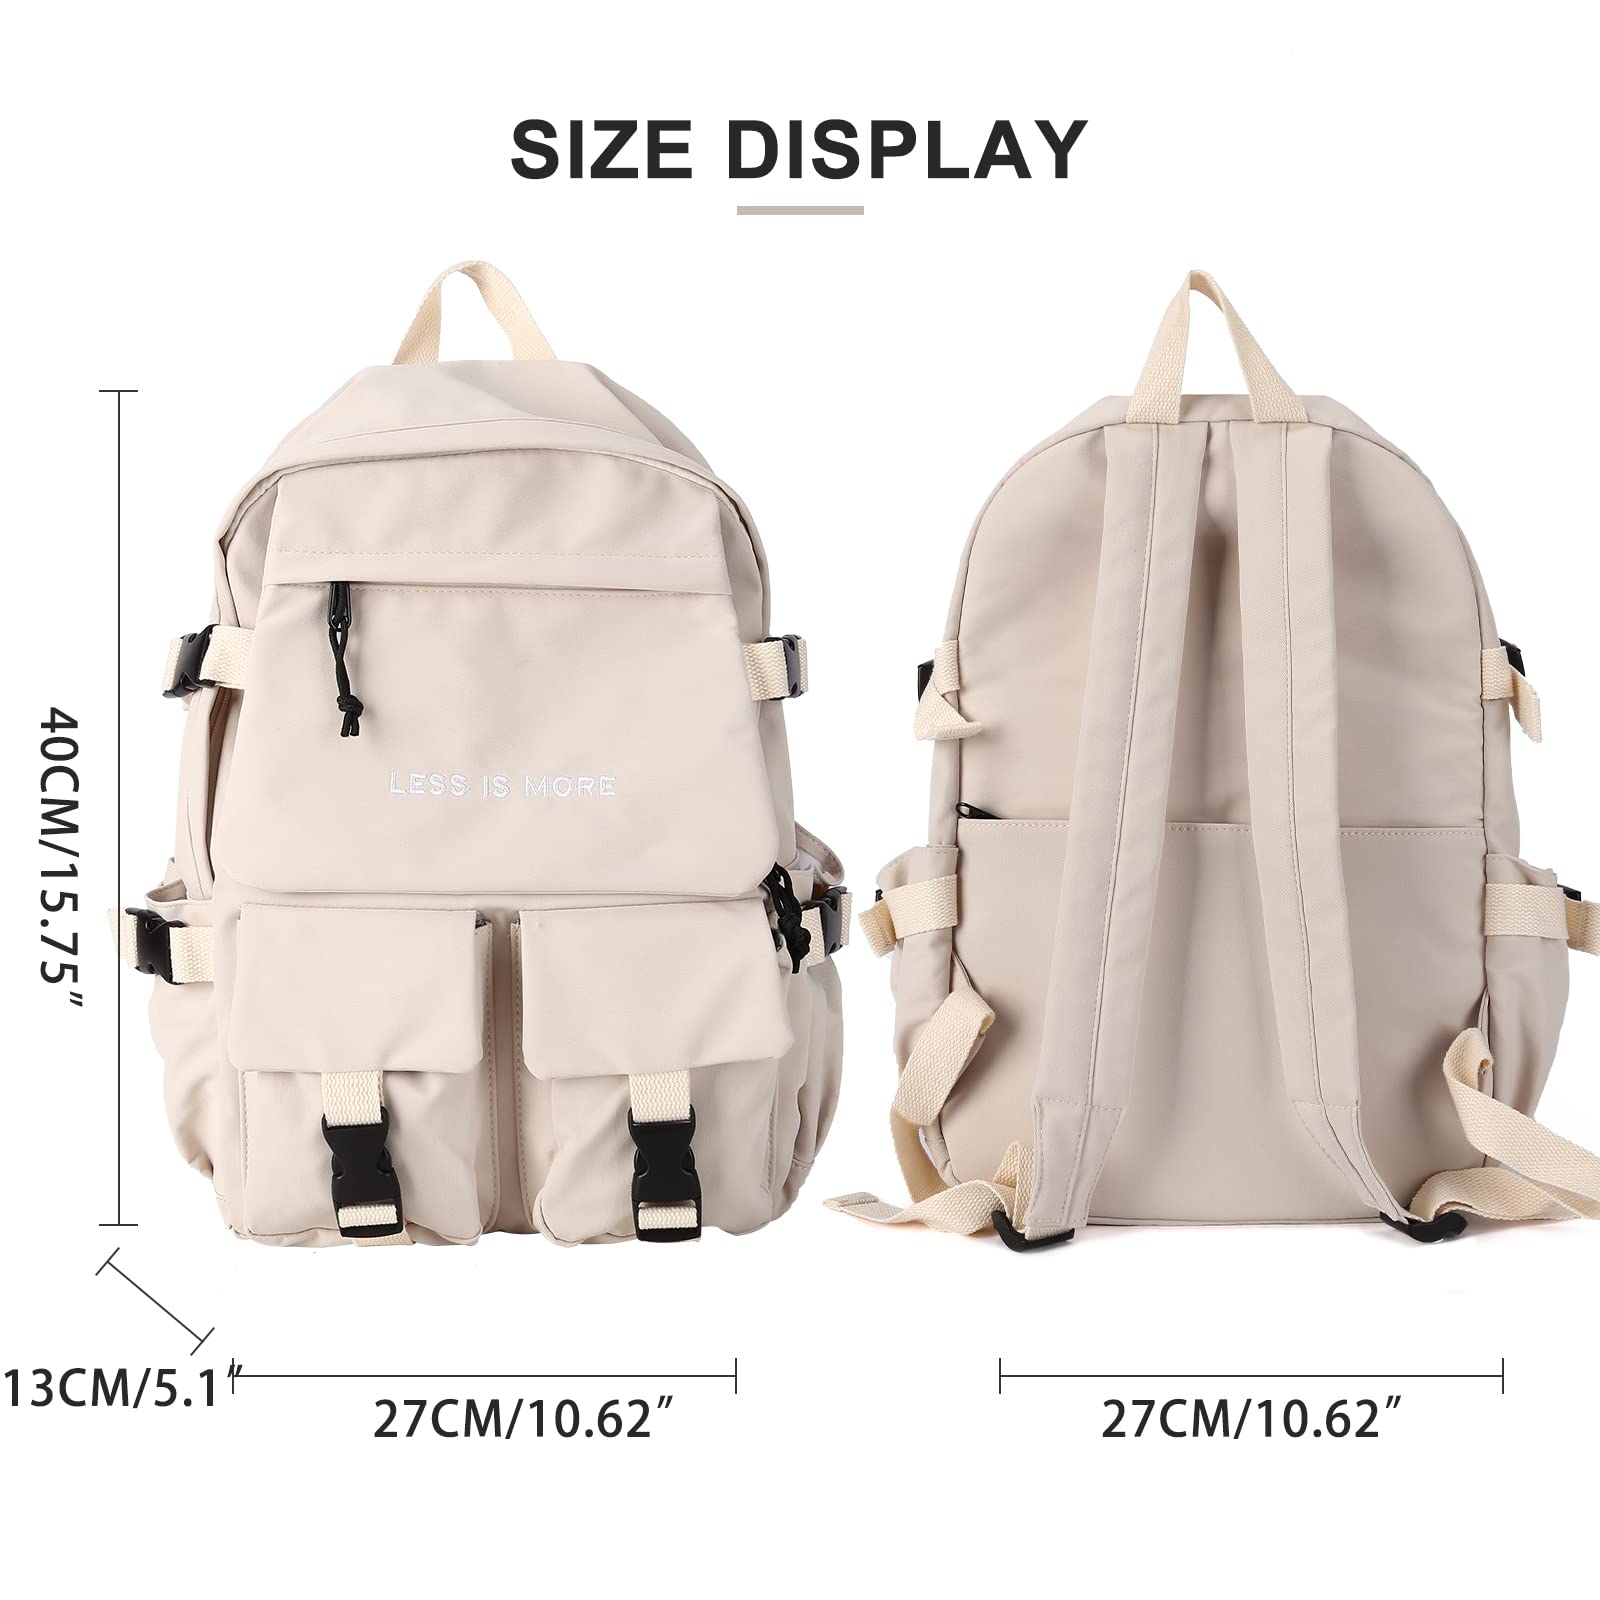 SIZE DISPLAY
LESS IS MORE
40CM/15.75″
13CM/5.1″
27CM/10.62″
27CM/10.62″